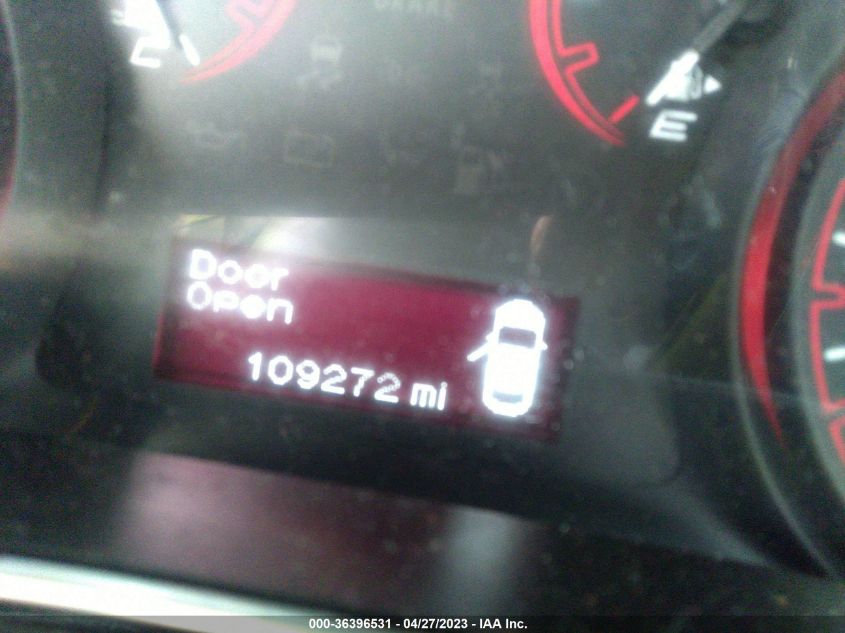 E
Door
Open
109272 mi
000-36396531 - 04/27/2023 - IAA Inc.